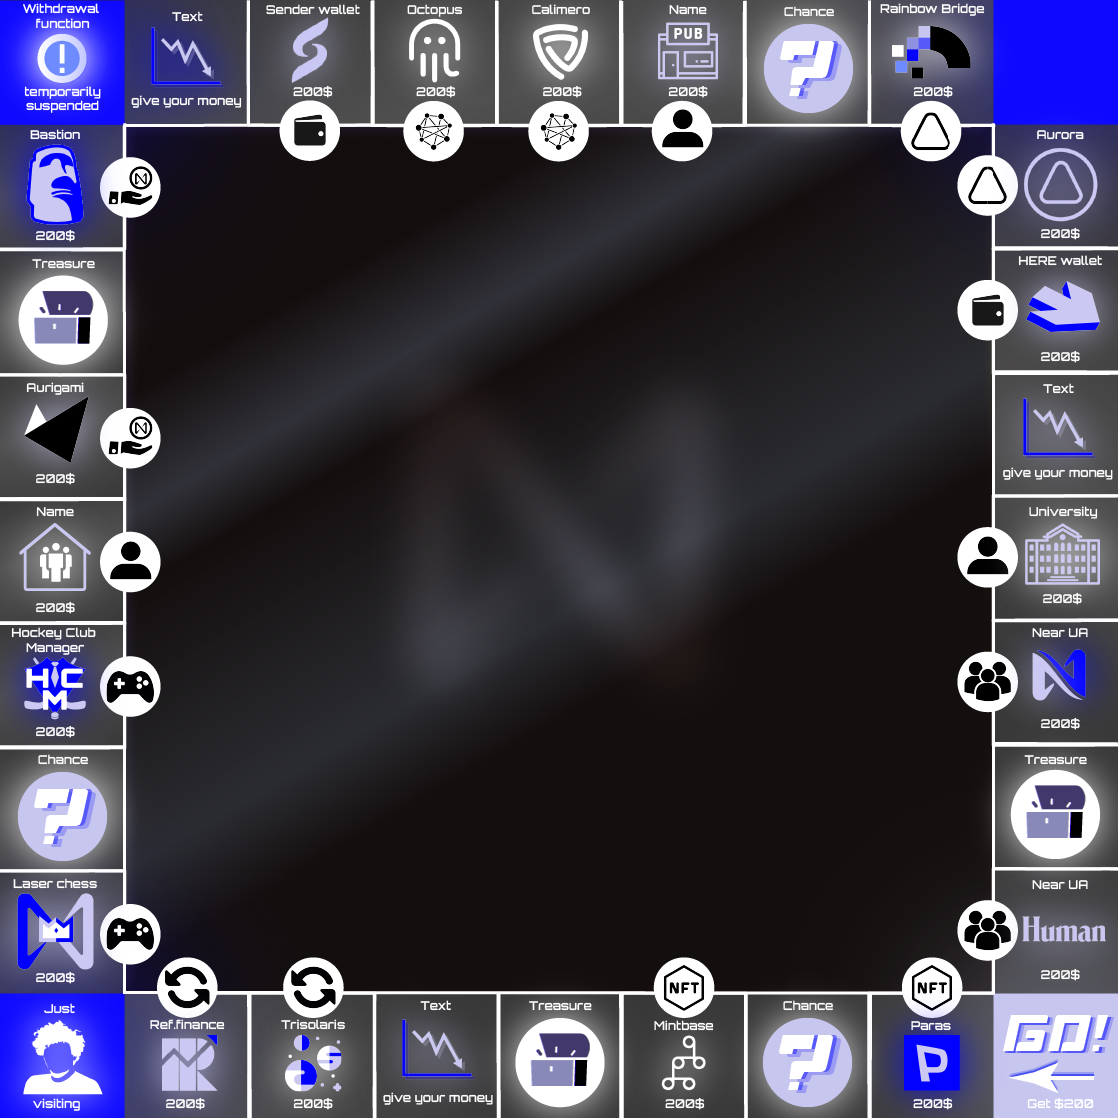 Withdrawal
function
temporarily
suspended
Text
give your money
Sender wallet
200$
Octopus
200$
Calimero
200$
Name
PUB
200$
Chance
Rainbow Bridge
200$
Aurora
200$
HERE wallet
200$
Text
give your money
University
200$
Near UA
200$
Treasure
Near UA
Human
200$
GO!
Get $200
Paras
P
200$
NFT
Chance
Mintbase
200$
NFT
Treasure
Text
give your money
Trisolaris
200$
Ref.finance
200$
Just
visiting
Laser chess
200$
Chance
Hockey Club
Manager
HCM
200$
Name
200$
Aurigami
200$
Treasure
Bastion
200$